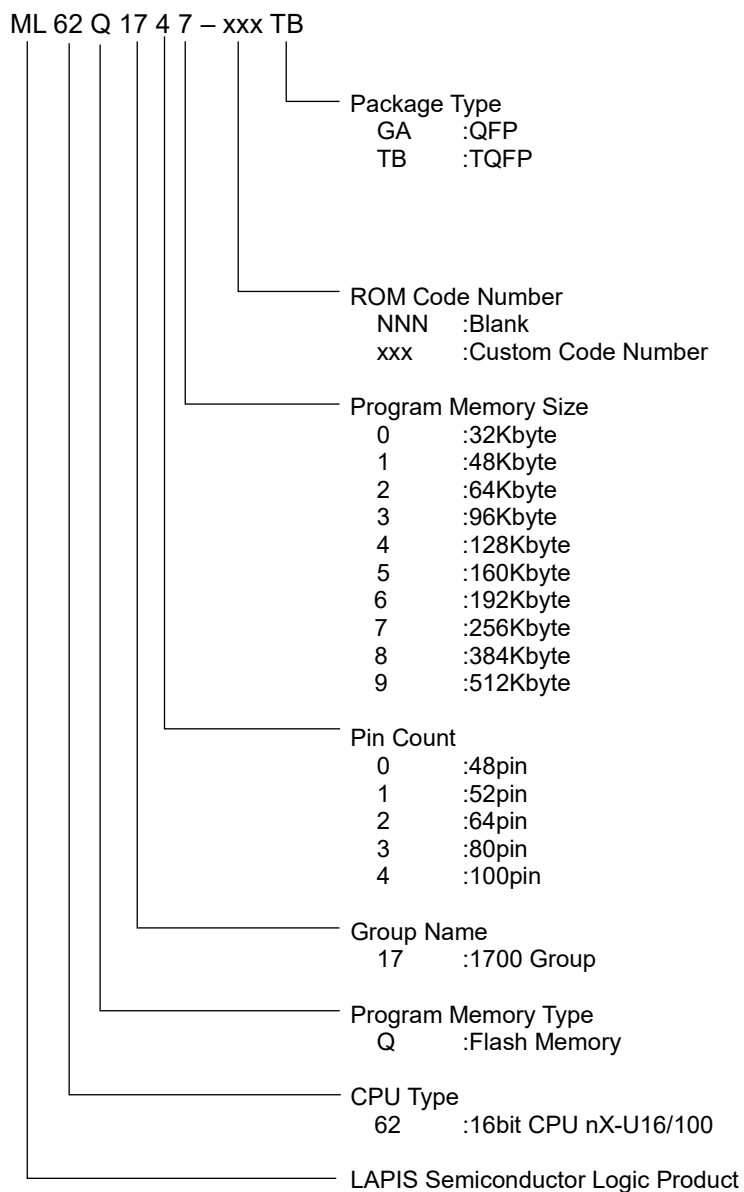 ML 62 Q 17 4 7 – xxx TB
Package Type
GA :QFP
TB :TQFP
ROM Code Number
NNN :Blank
xxx :Custom Code Number
Program Memory Size
0 :32Kbyte
1 :48Kbyte
2 :64Kbyte
3 :96Kbyte
4 :128Kbyte
5 :160Kbyte
6 :192Kbyte
7 :256Kbyte
8 :384Kbyte
9 :512Kbyte
Pin Count
0 :48pin
1 :52pin
2 :64pin
3 :80pin
4 :100pin
Group Name
17 :1700 Group
Program Memory Type
Q :Flash Memory
CPU Type
62 :16bit CPU nX-U16/100
LAPIS Semiconductor Logic Product